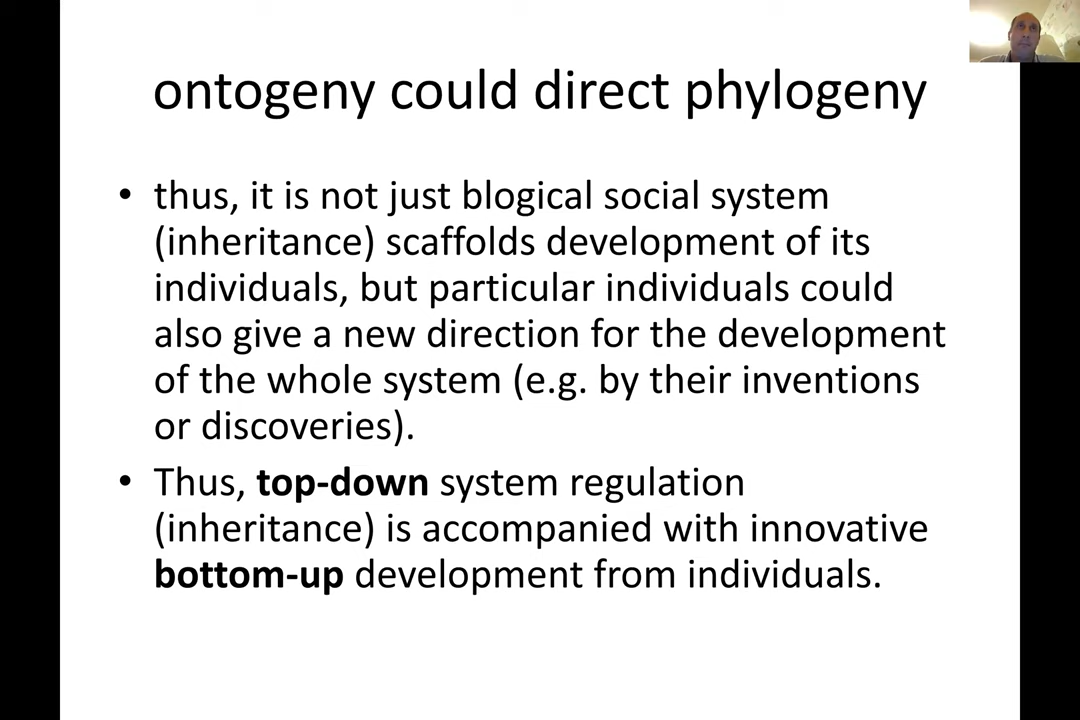 ontogeny could direct phylogeny
• thus, it is not just blogical social system
(inheritance) scaffolds development of its
individuals, but particular individuals could
also give a new direction for the development
of the whole system (e.g. by their inventions
or discoveries).
• Thus, top-down system regulation
(inheritance) is accompanied with innovative
bottom-up development from individuals.